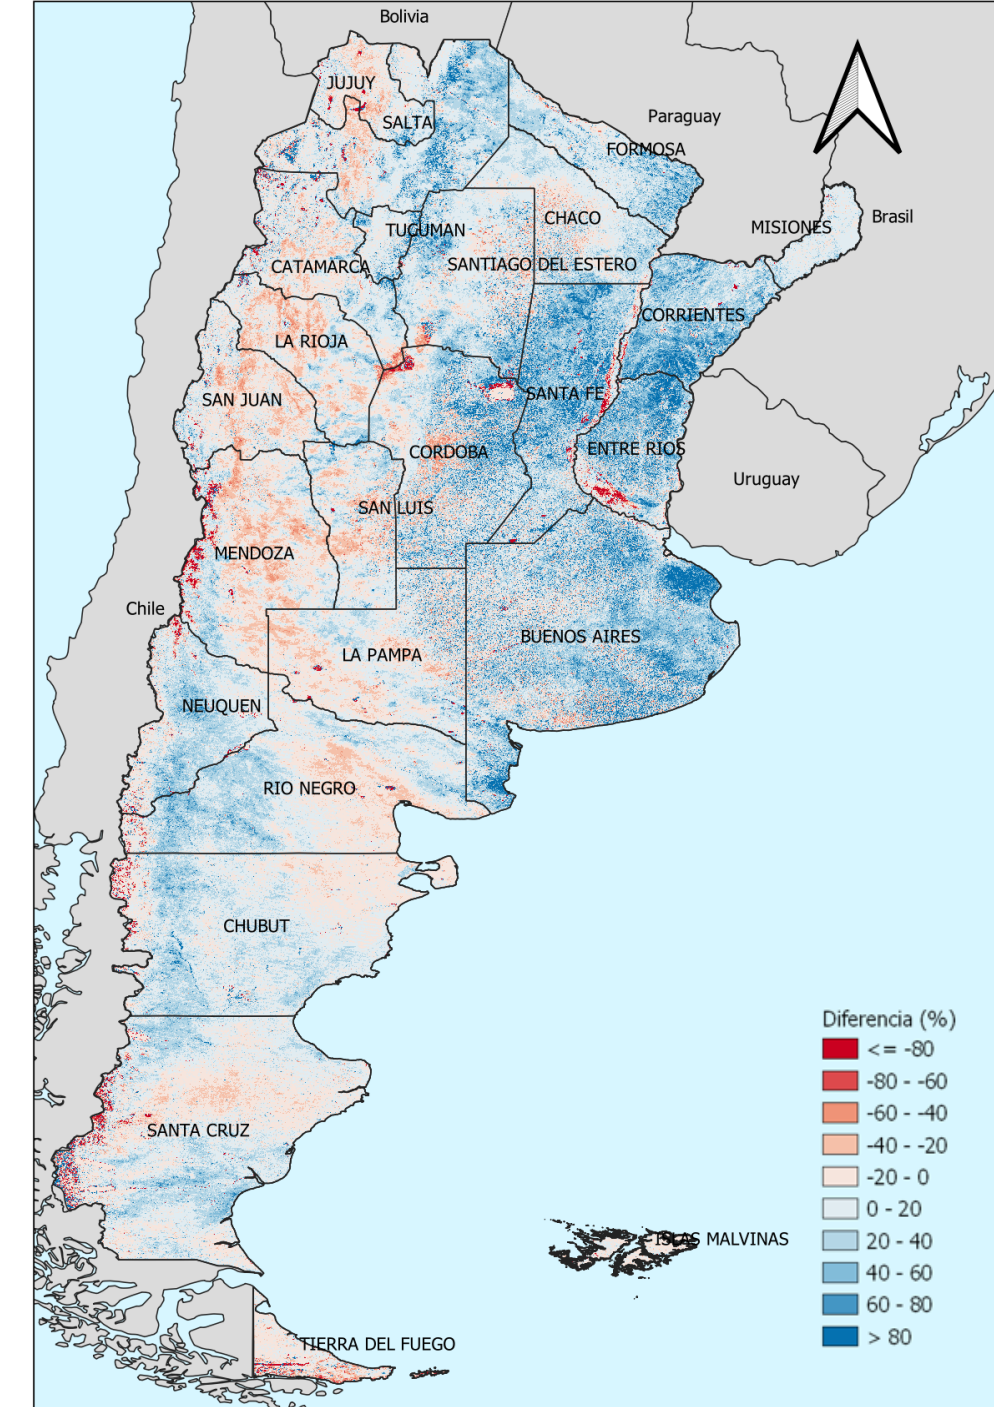 Bolivia
JUJUY
SALTA
Paraguay
FORMOSA
CHACO
Brasil
MISIONES
TUCUMAN
SANTIAGO DEL ESTERO
CATAMARCA
CORRIENTES
LA RIOJA
SANTA FE
SAN JUAN
ENTRE RIOS
CORDOBA
Uruguay
SAN LUIS
MENDOZA
Chile
BUENOS AIRES
LA PAMPA
NEUQUEN
RIO NEGRO
CHUBUT
Diferencia (%)
<= -80
-80 - -60
-60 - -40
-40 - -20
-20 - 0
0 - 20
20 - 40
40 - 60
60 - 80
> 80
SANTA CRUZ
ISLAS MALVINAS
TIERRA DEL FUEGO